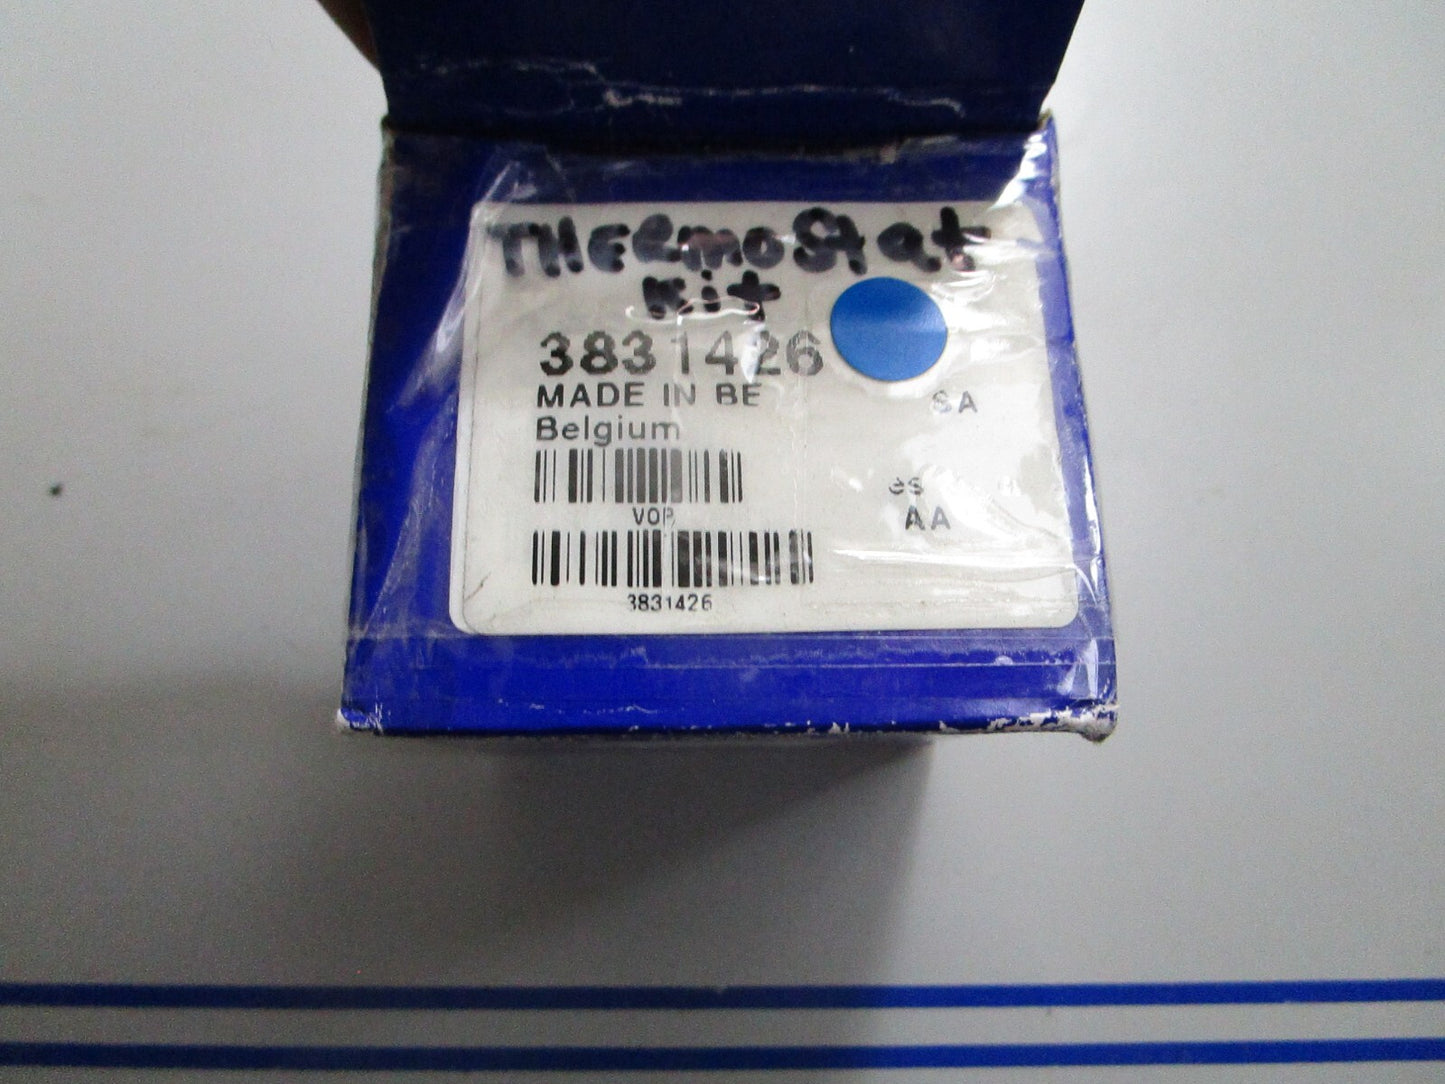 THERmoStat
Kit
3831426
MADE IN BE
SA
Belgium
AA
VOP
3831426